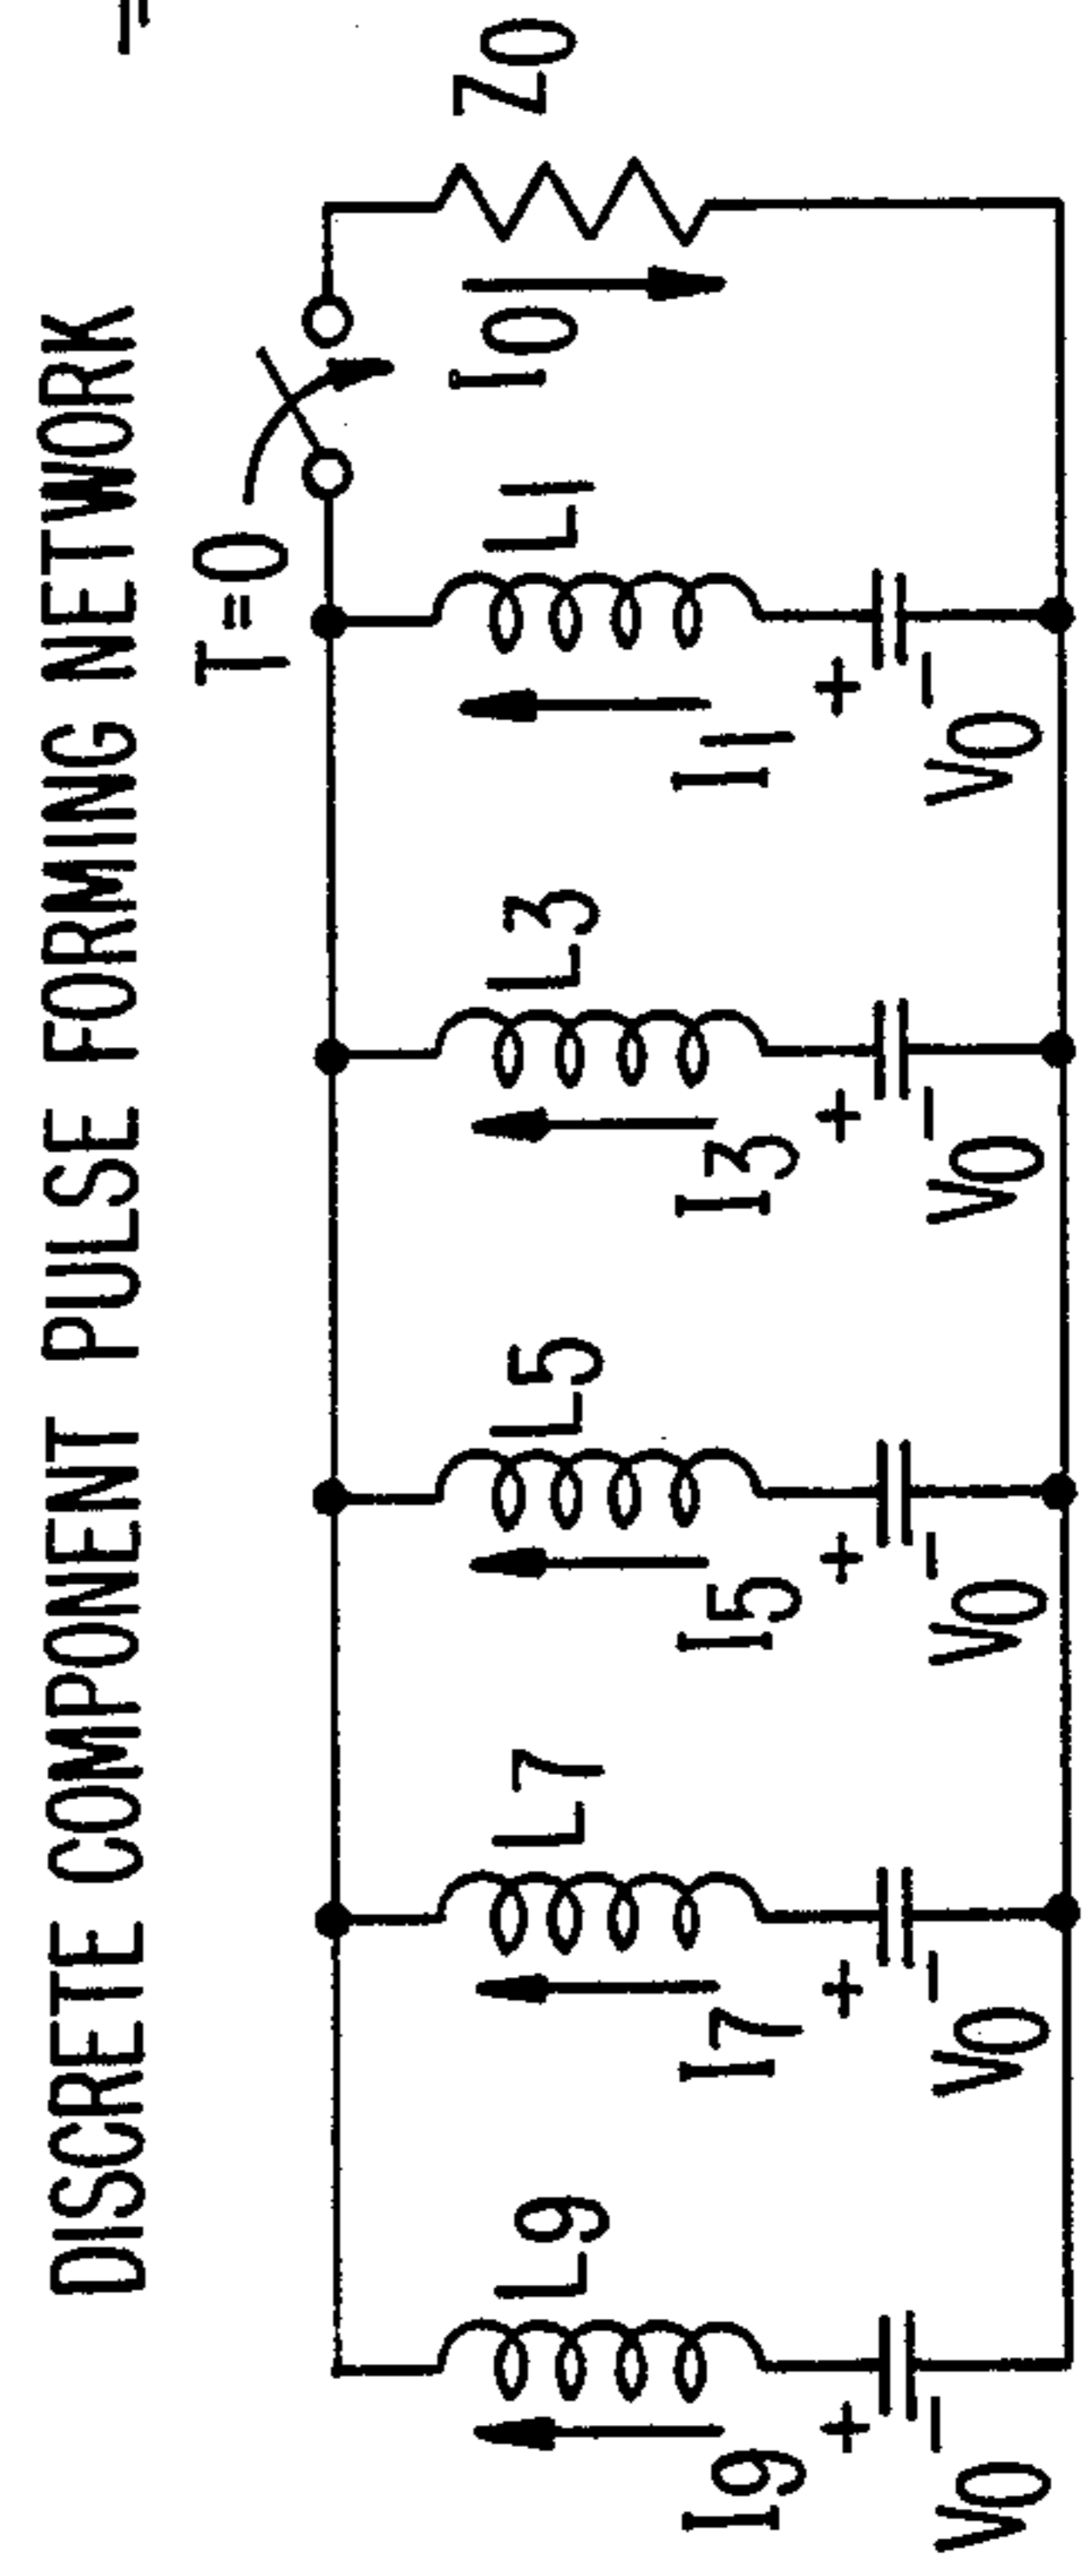 DISCRETE COMPONENT PULSE FORMING NETWORK
T=0
L9
L7
L5
L3
L1
I0
Z0
I9
I7
I5
I3
I1
+
+
+
+
+
−
−
−
−
−
V0
V0
V0
V0
V0